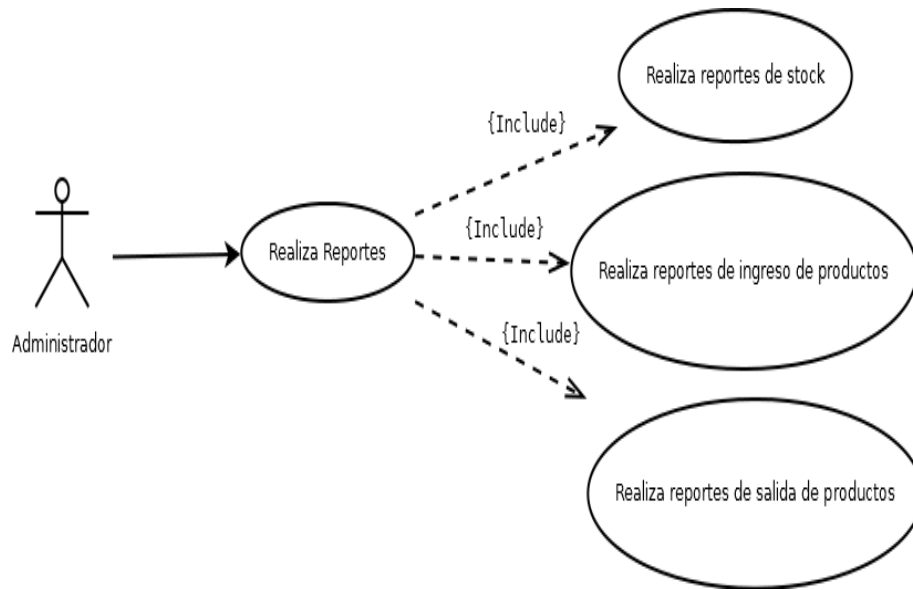 Realiza reportes de stock
{Include}
{Include}
Realiza Reportes
Realiza reportes de ingreso de productos
{Include}
Administrador
Realiza reportes de salida de productos